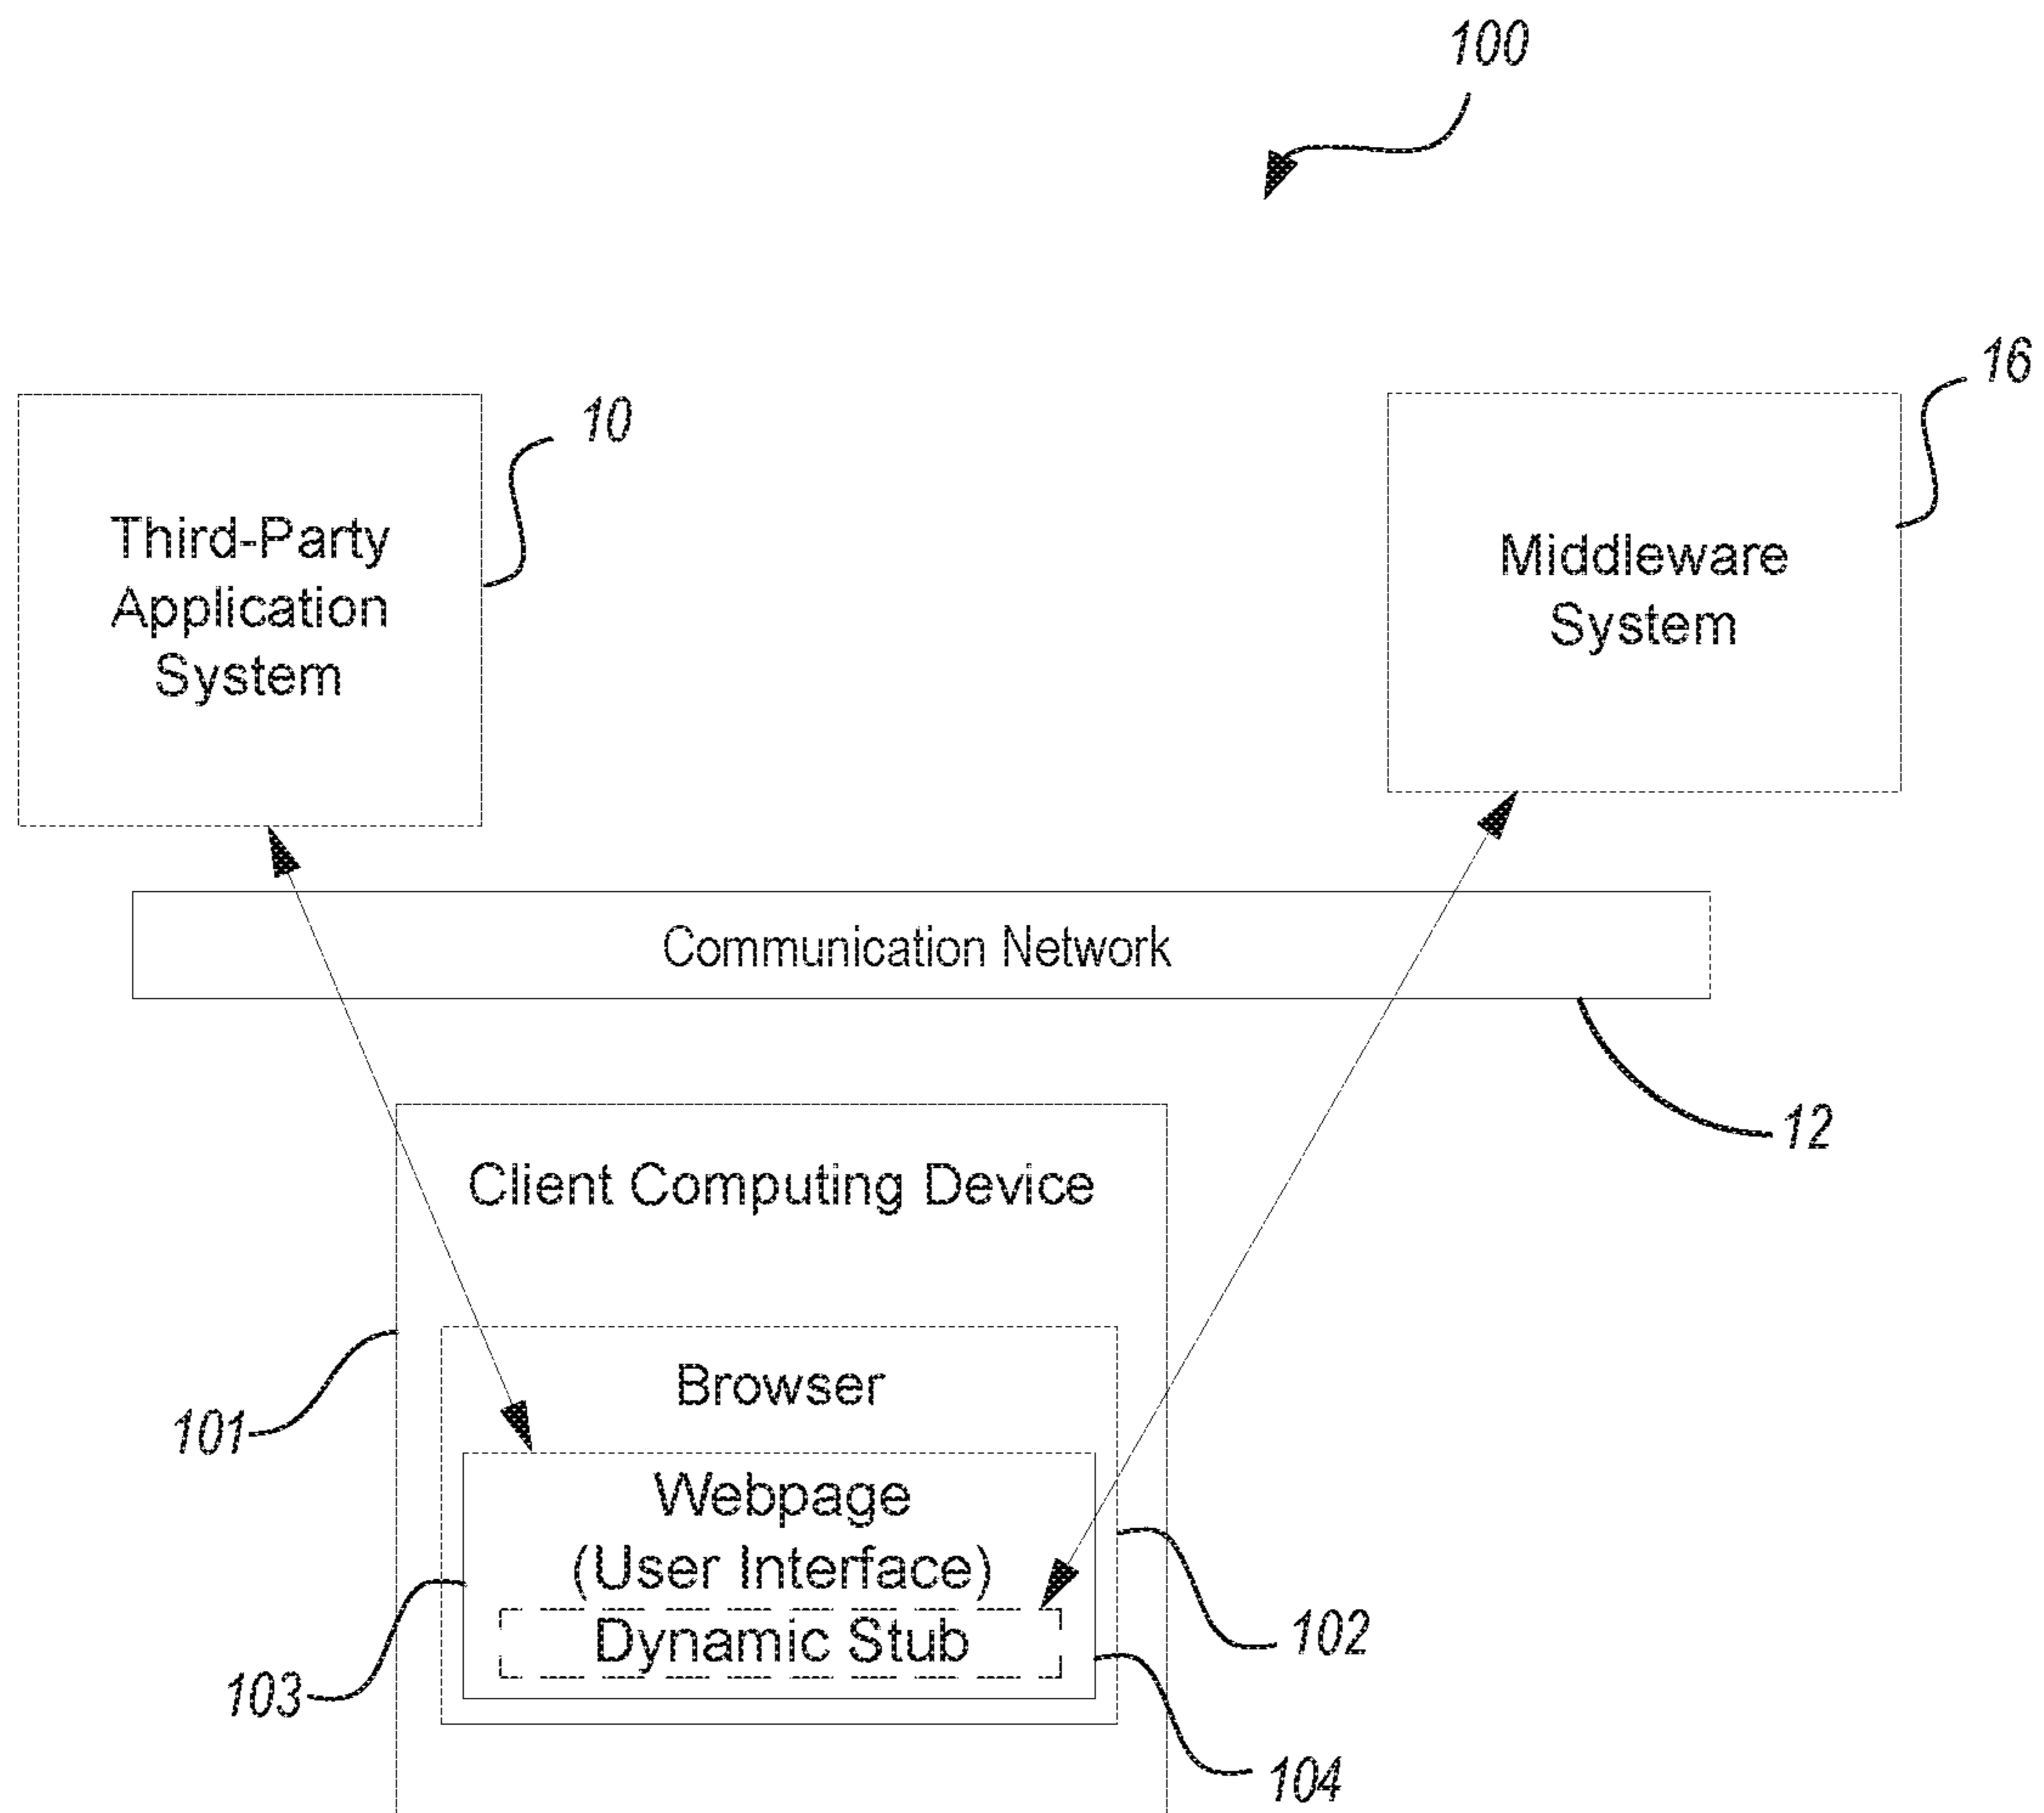 100
16
10
Third-Party
Application
System
Middleware
System
Communication Network
12
Client Computing Device
101
Browser
Webpage
(User Interface)
Dynamic Stub
102
103
104